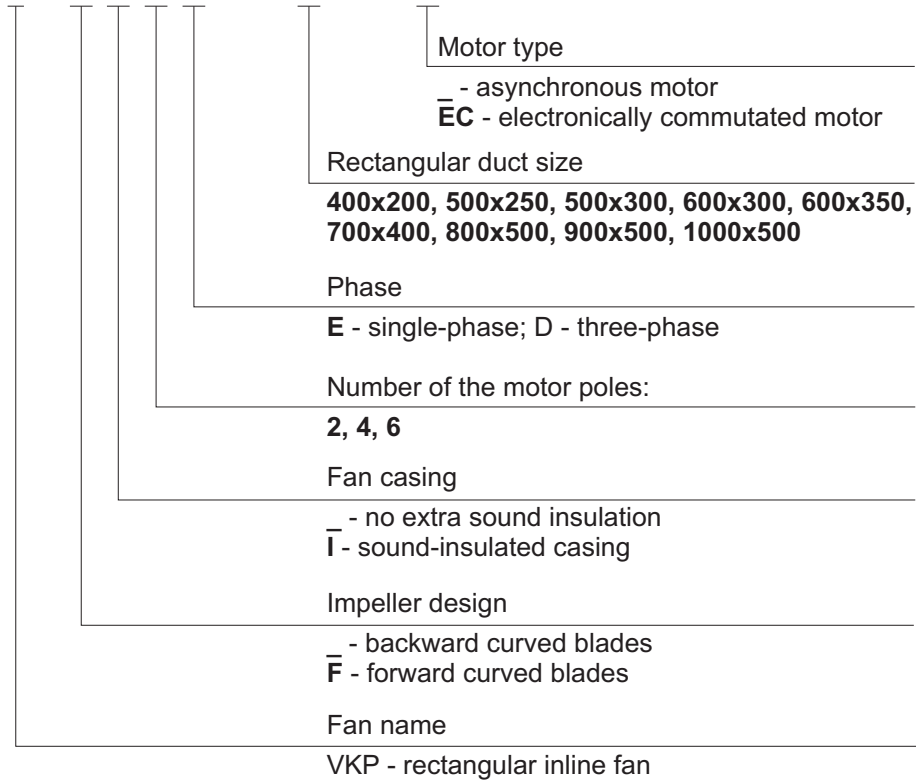 Motor type
_ - asynchronous motor
EC - electronically commutated motor
Rectangular duct size
400x200, 500x250, 500x300, 600x300, 600x350,
700x400, 800x500, 900x500, 1000x500
Phase
E - single-phase; D - three-phase
Number of the motor poles:
2, 4, 6
Fan casing
_ - no extra sound insulation
I - sound-insulated casing
Impeller design
_ - backward curved blades
F - forward curved blades
Fan name
VKP - rectangular inline fan